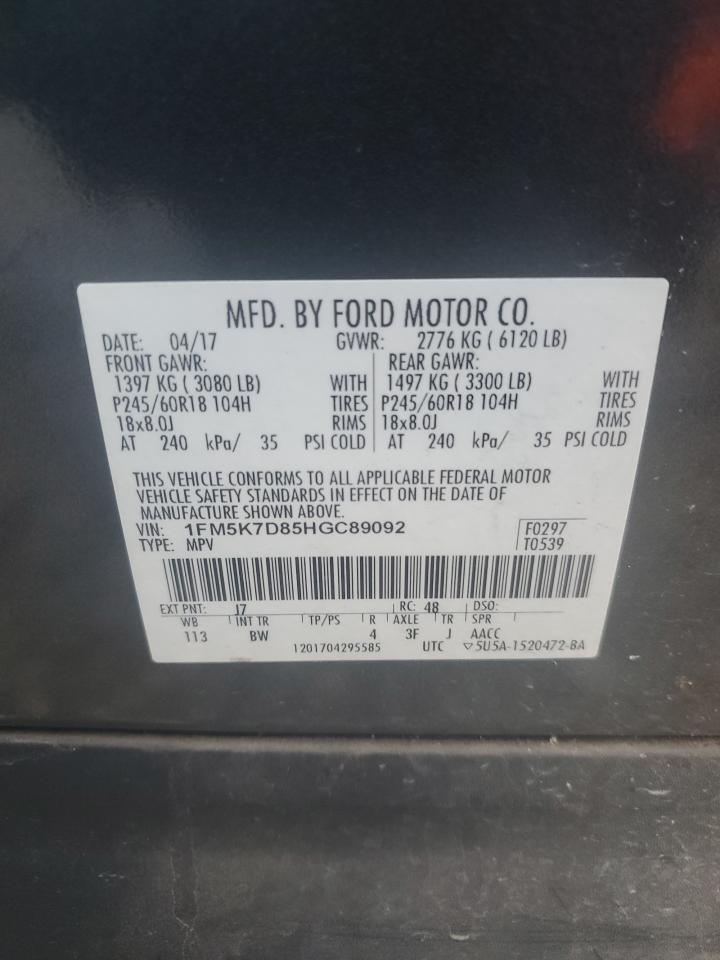 MFD. BY FORD MOTOR CO.
DATE: 04/17 GVWR: 2776 KG ( 6120 LB)
FRONT GAWR: REAR GAWR:
1397 KG ( 3080 LB) WITH 1497 KG ( 3300 LB) WITH
P245/60R18 104H TIRES P245/60R18 104H TIRES
18x8.0J RIMS 18x8.0J RIMS
AT 240 kPa/ 35 PSI COLD AT 240 kPa/ 35 PSI COLD
THIS VEHICLE CONFORMS TO ALL APPLICABLE FEDERAL MOTOR
VEHICLE SAFETY STANDARDS IN EFFECT ON THE DATE OF
MANUFACTURE SHOWN ABOVE.
VIN: 1FM5K7D85HGC89092 F0297
TYPE: MPV T0539
EXT PNT: J7 RC: 48 DSO:
WB INT TR TP/PS R AXLE TR SPR
113 BW 4 3F J AACC
1201704295585 UTC ▽5U5A-1520472-BA